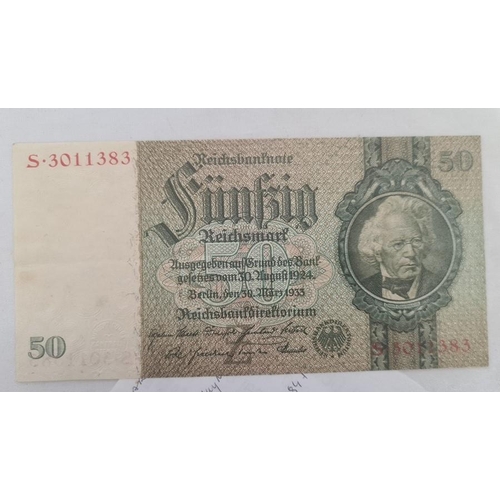 S·3011383
Reichsbanknote
50
Fünfzig
Reichsmark
50
Ausgegeben auf Grund des Bank
gesetzes vom 30. August 1924.
Berlin, den 30. März 1933
Reichsbankdirektorium
50
S·3011383